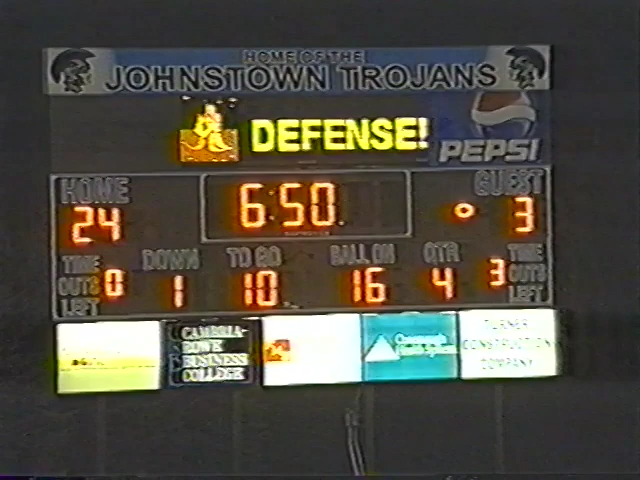 HOME OF THE
JOHNSTOWN TROJANS
DEFENSE!
PEPSI
HOME
6:50
GUEST
24
3
TIME OUTS LEFT
0
DOWN
1
TO GO
10
BALL ON
16
QTR
4
3
TIME OUTS LEFT
CAMBRIA-
ROWE
BUSINESS
COLLEGE
TURNER
CONSTRUCTION
COMPANY